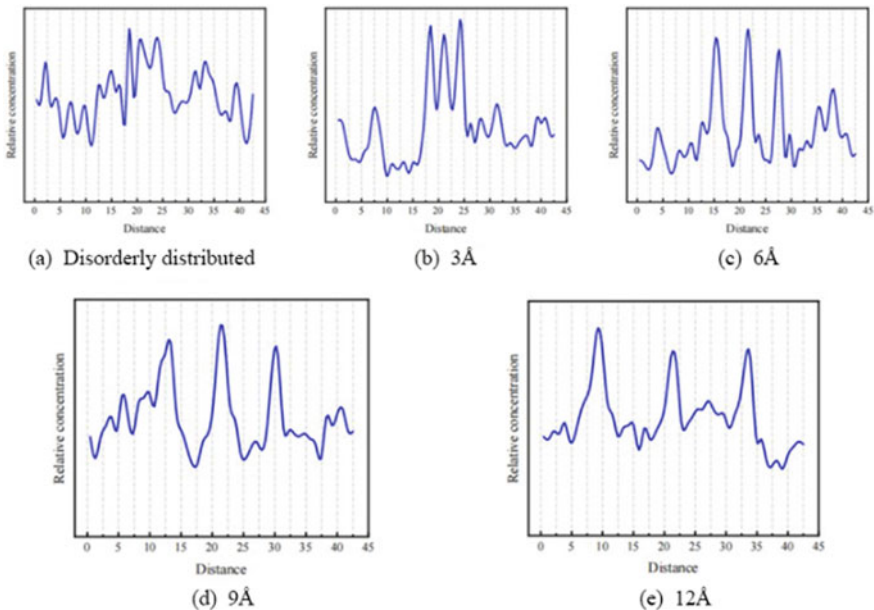 Relative concentration
0 5 10 15 20 25 30 35 40 45
Distance
(a) Disorderly distributed
Relative concentration
0 5 10 15 20 25 30 35 40 45
Distance
(b) 3Å
Relative concentration
0 5 10 15 20 25 30 35 40 45
Distance
(c) 6Å
Relative concentration
0 5 10 15 20 25 30 35 40 45
Distance
(d) 9Å
Relative concentration
0 5 10 15 20 25 30 35 40 45
Distance
(e) 12Å